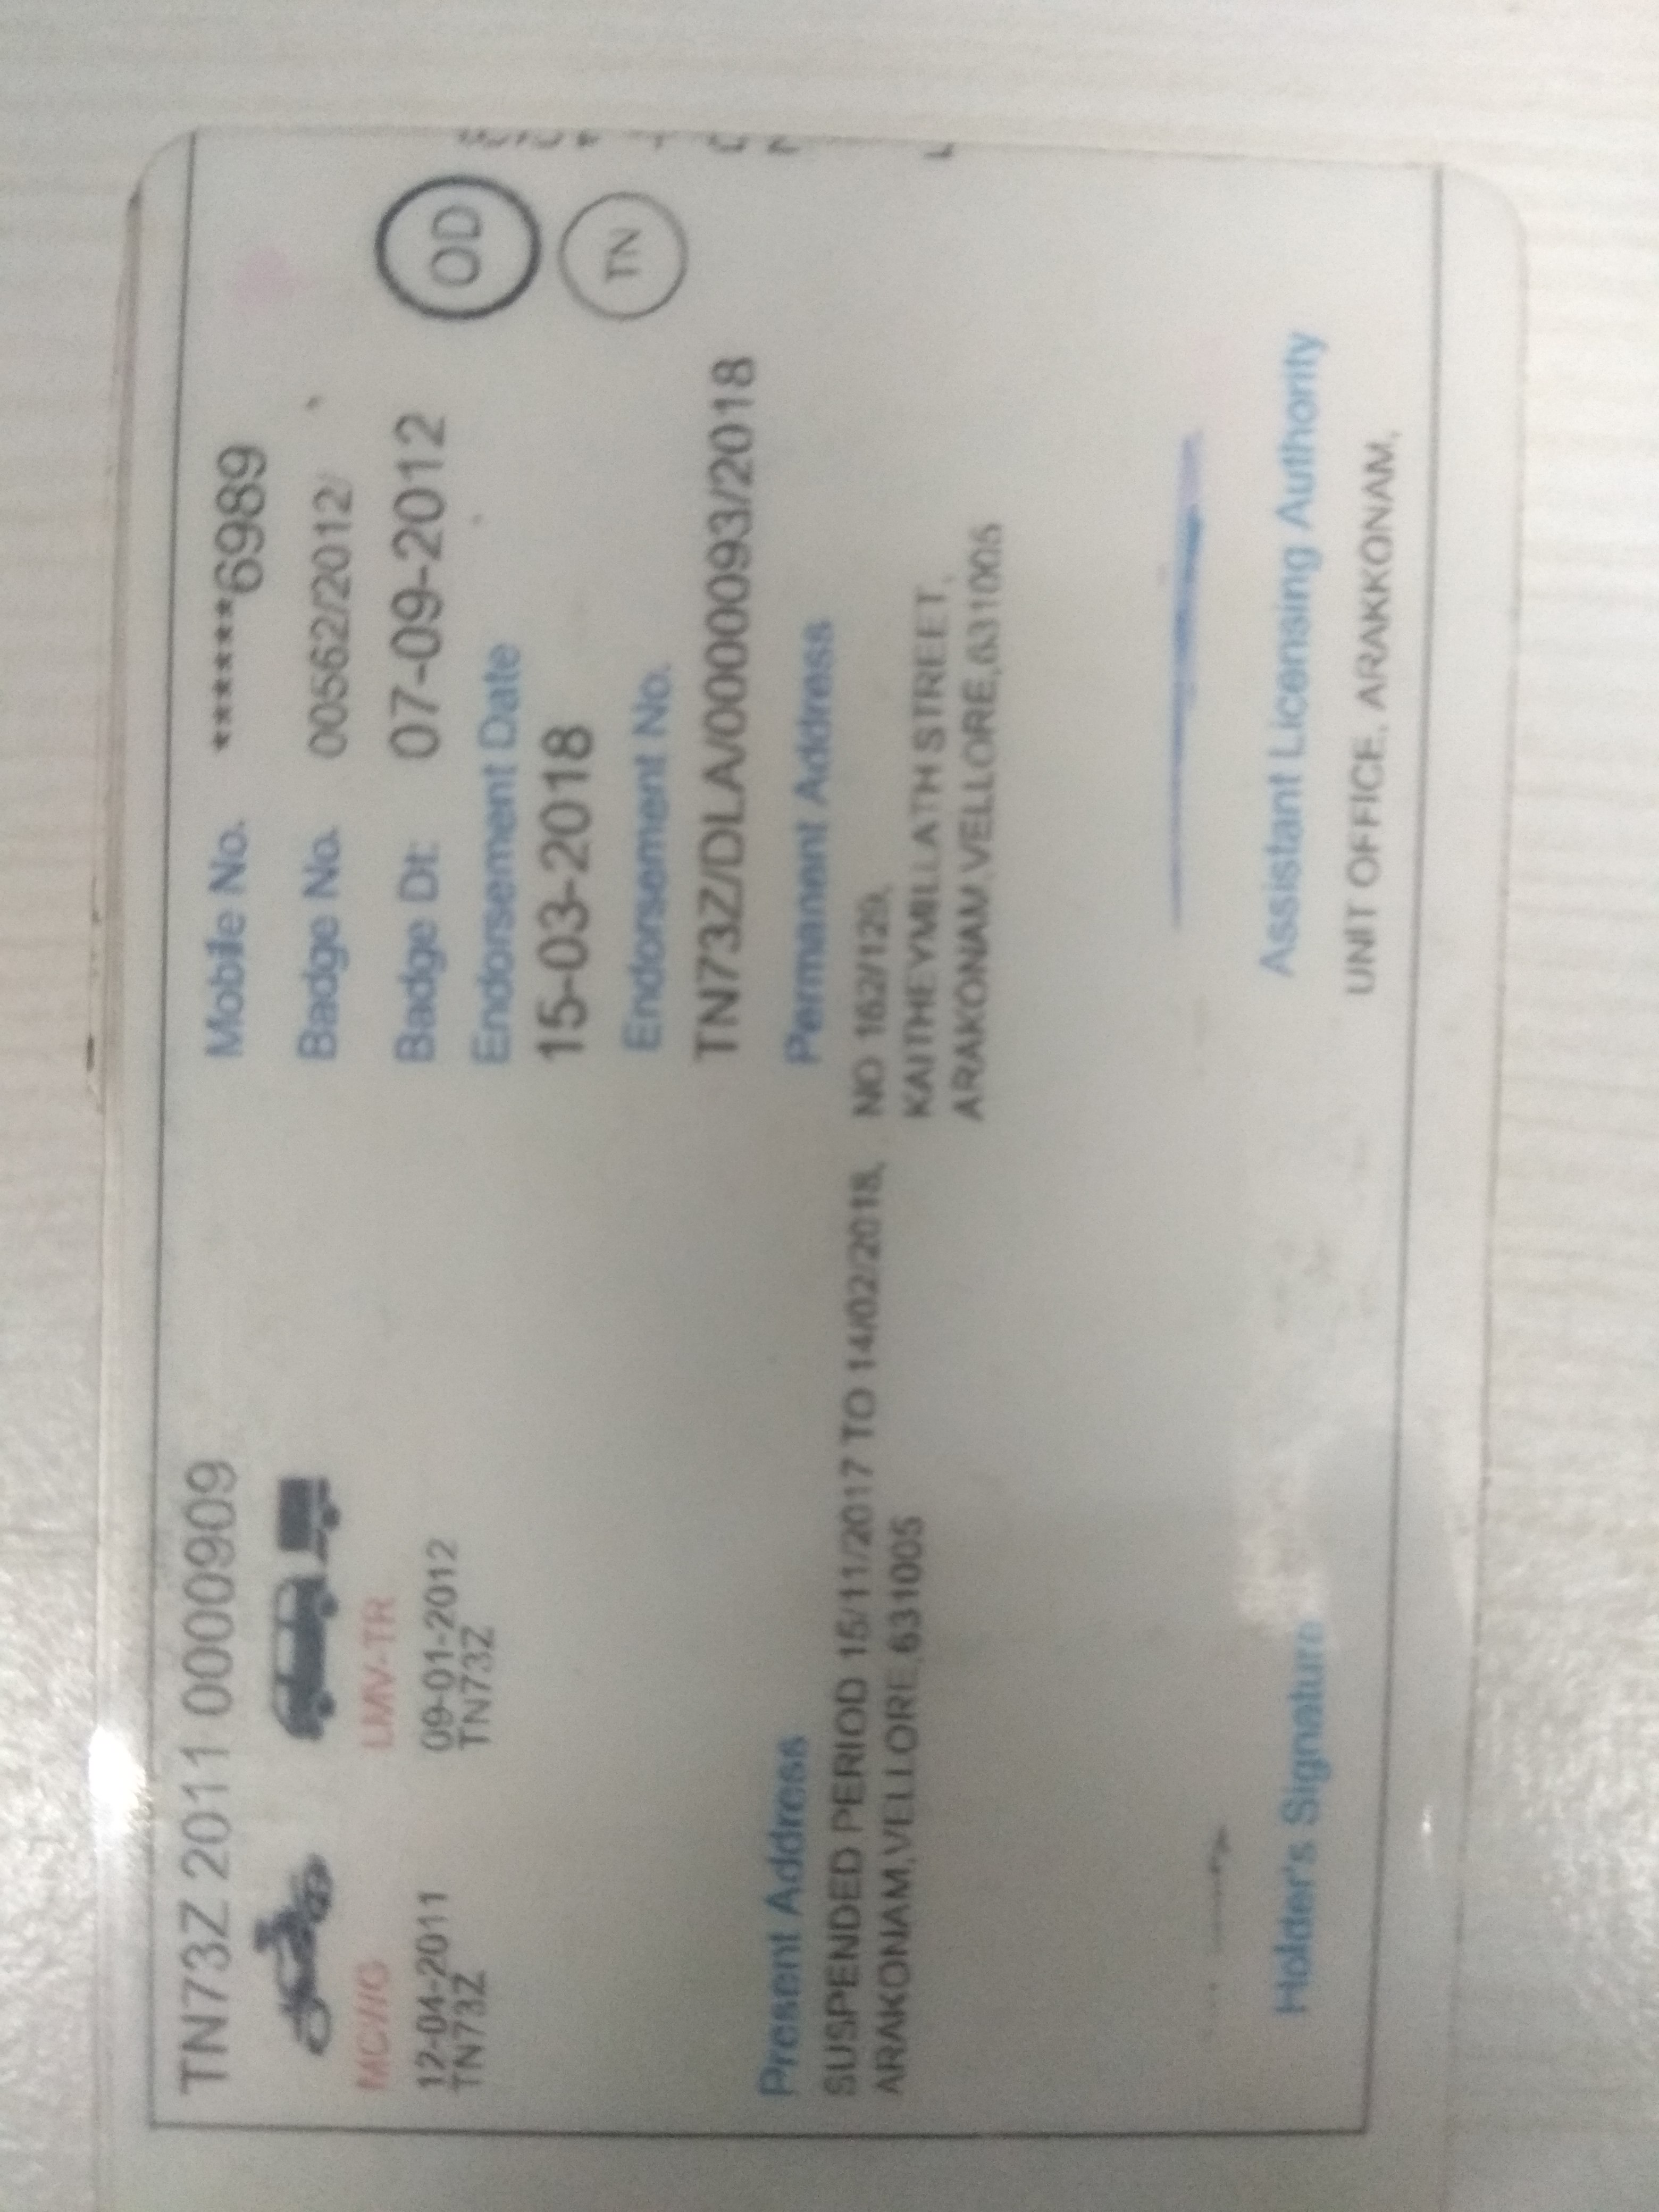 TN73Z 2011 0000909
Mobile No. ******6989
Badge No. 00562/2012
MCWG
LMV-TR
Badge Dt: 07-09-2012
OD
12-04-2011
TN73Z
09-01-2012
TN73Z
Endorsement Date
15-03-2018
TN
Endorsement No.
TN73Z/DLA/0000093/2018
Present Address
SUSPENDED PERIOD 15/11/2017 TO 14/02/2018,
ARAKONAM,VELLORE,631005
Permanent Address
NO 162/129,
KAITHEYMILLATH STREET,
ARAKONAM,VELLORE,631005
Holder's Signature
Assistant Licensing Authority
UNIT OFFICE, ARAKKONAM,